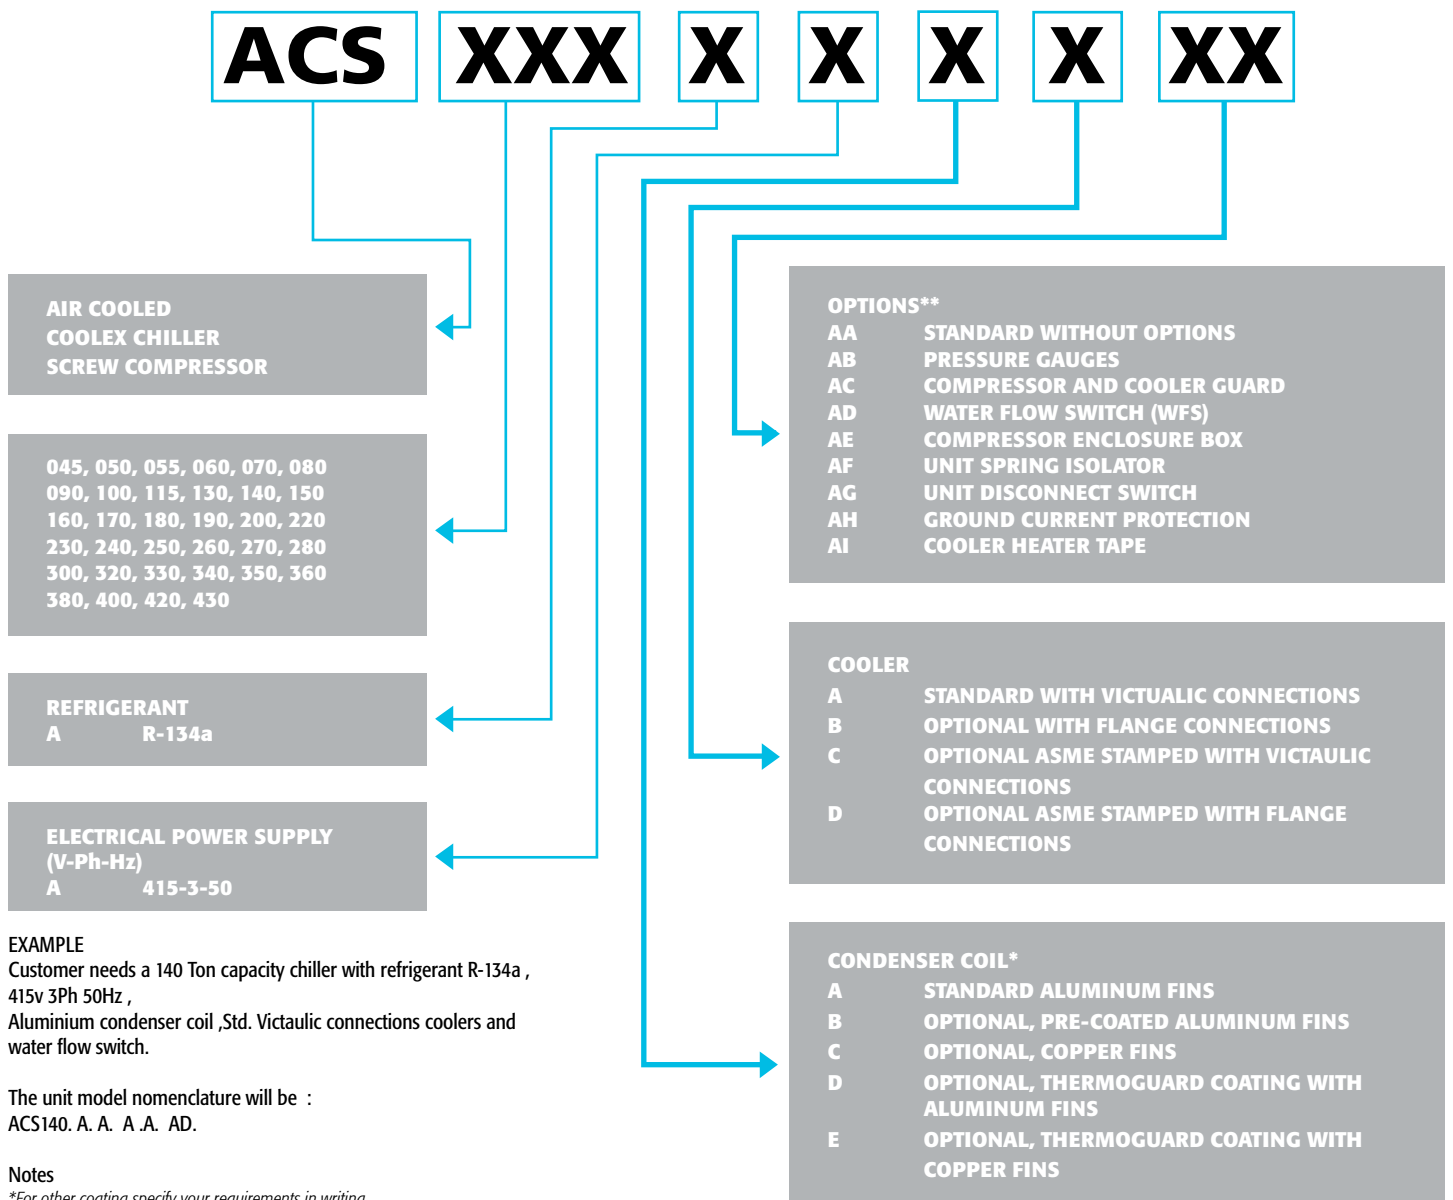 ACS XXX X X X X XX
AIR COOLED
COOLEX CHILLER
SCREW COMPRESSOR
045, 050, 055, 060, 070, 080
090, 100, 115, 130, 140, 150
160, 170, 180, 190, 200, 220
230, 240, 250, 260, 270, 280
300, 320, 330, 340, 350, 360
380, 400, 420, 430
REFRIGERANT
A R-134a
ELECTRICAL POWER SUPPLY
(V-Ph-Hz)
A 415-3-50
OPTIONS**
AA STANDARD WITHOUT OPTIONS
AB PRESSURE GAUGES
AC COMPRESSOR AND COOLER GUARD
AD WATER FLOW SWITCH (WFS)
AE COMPRESSOR ENCLOSURE BOX
AF UNIT SPRING ISOLATOR
AG UNIT DISCONNECT SWITCH
AH GROUND CURRENT PROTECTION
AI COOLER HEATER TAPE
COOLER
A STANDARD WITH VICTUALIC CONNECTIONS
B OPTIONAL WITH FLANGE CONNECTIONS
C OPTIONAL ASME STAMPED WITH VICTAULIC
CONNECTIONS
D OPTIONAL ASME STAMPED WITH FLANGE
CONNECTIONS
CONDENSER COIL*
A STANDARD ALUMINUM FINS
B OPTIONAL, PRE-COATED ALUMINUM FINS
C OPTIONAL, COPPER FINS
D OPTIONAL, THERMOGUARD COATING WITH
ALUMINUM FINS
E OPTIONAL, THERMOGUARD COATING WITH
COPPER FINS
EXAMPLE
Customer needs a 140 Ton capacity chiller with refrigerant R-134a ,
415v 3Ph 50Hz ,
Aluminium condenser coil ,Std. Victaulic connections coolers and
water flow switch.
The unit model nomenclature will be :
ACS140. A. A. A .A. AD.
Notes
*For other coating specify your requirements in writing